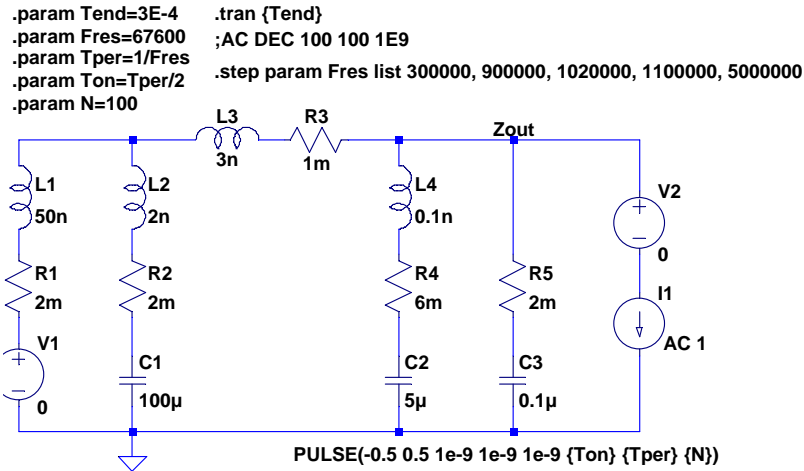 .param Tend=3E-4 .tran {Tend}
.param Fres=67600 ;AC DEC 100 100 1E9
.param Tper=1/Fres
.param Ton=Tper/2 .step param Fres list 300000, 900000, 1020000, 1100000, 5000000
.param N=100
L3 R3 Zout
3n 1m
L1 L2 L4 V2
50n 2n 0.1n
0
R1 R2 R4 R5 I1
2m 2m 6m 2m
V1 AC 1
C1 C2 C3
0 100µ 5µ 0.1µ
PULSE(-0.5 0.5 1e-9 1e-9 1e-9 {Ton} {Tper} {N})